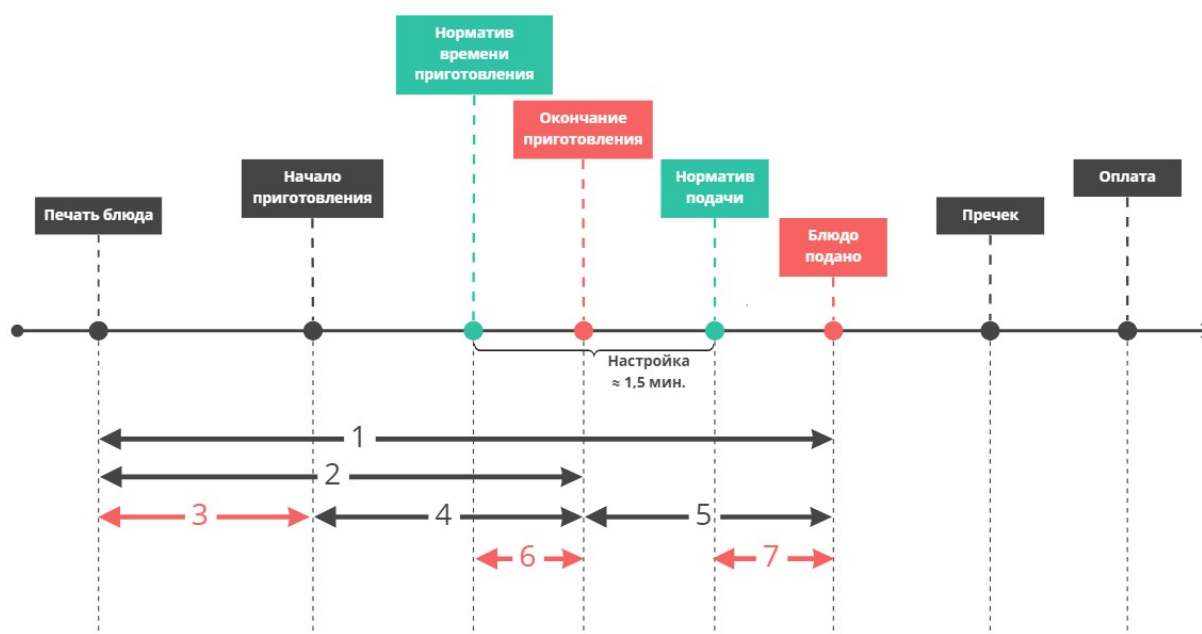 Норматив
времени
приготовления
Окончание
приготовления
Начало
приготовления
Норматив
подачи
Оплата
Печать блюда
Пречек
Блюдо
подано
Настройка
≈ 1,5 мин.
1
2
3
4
5
6
7